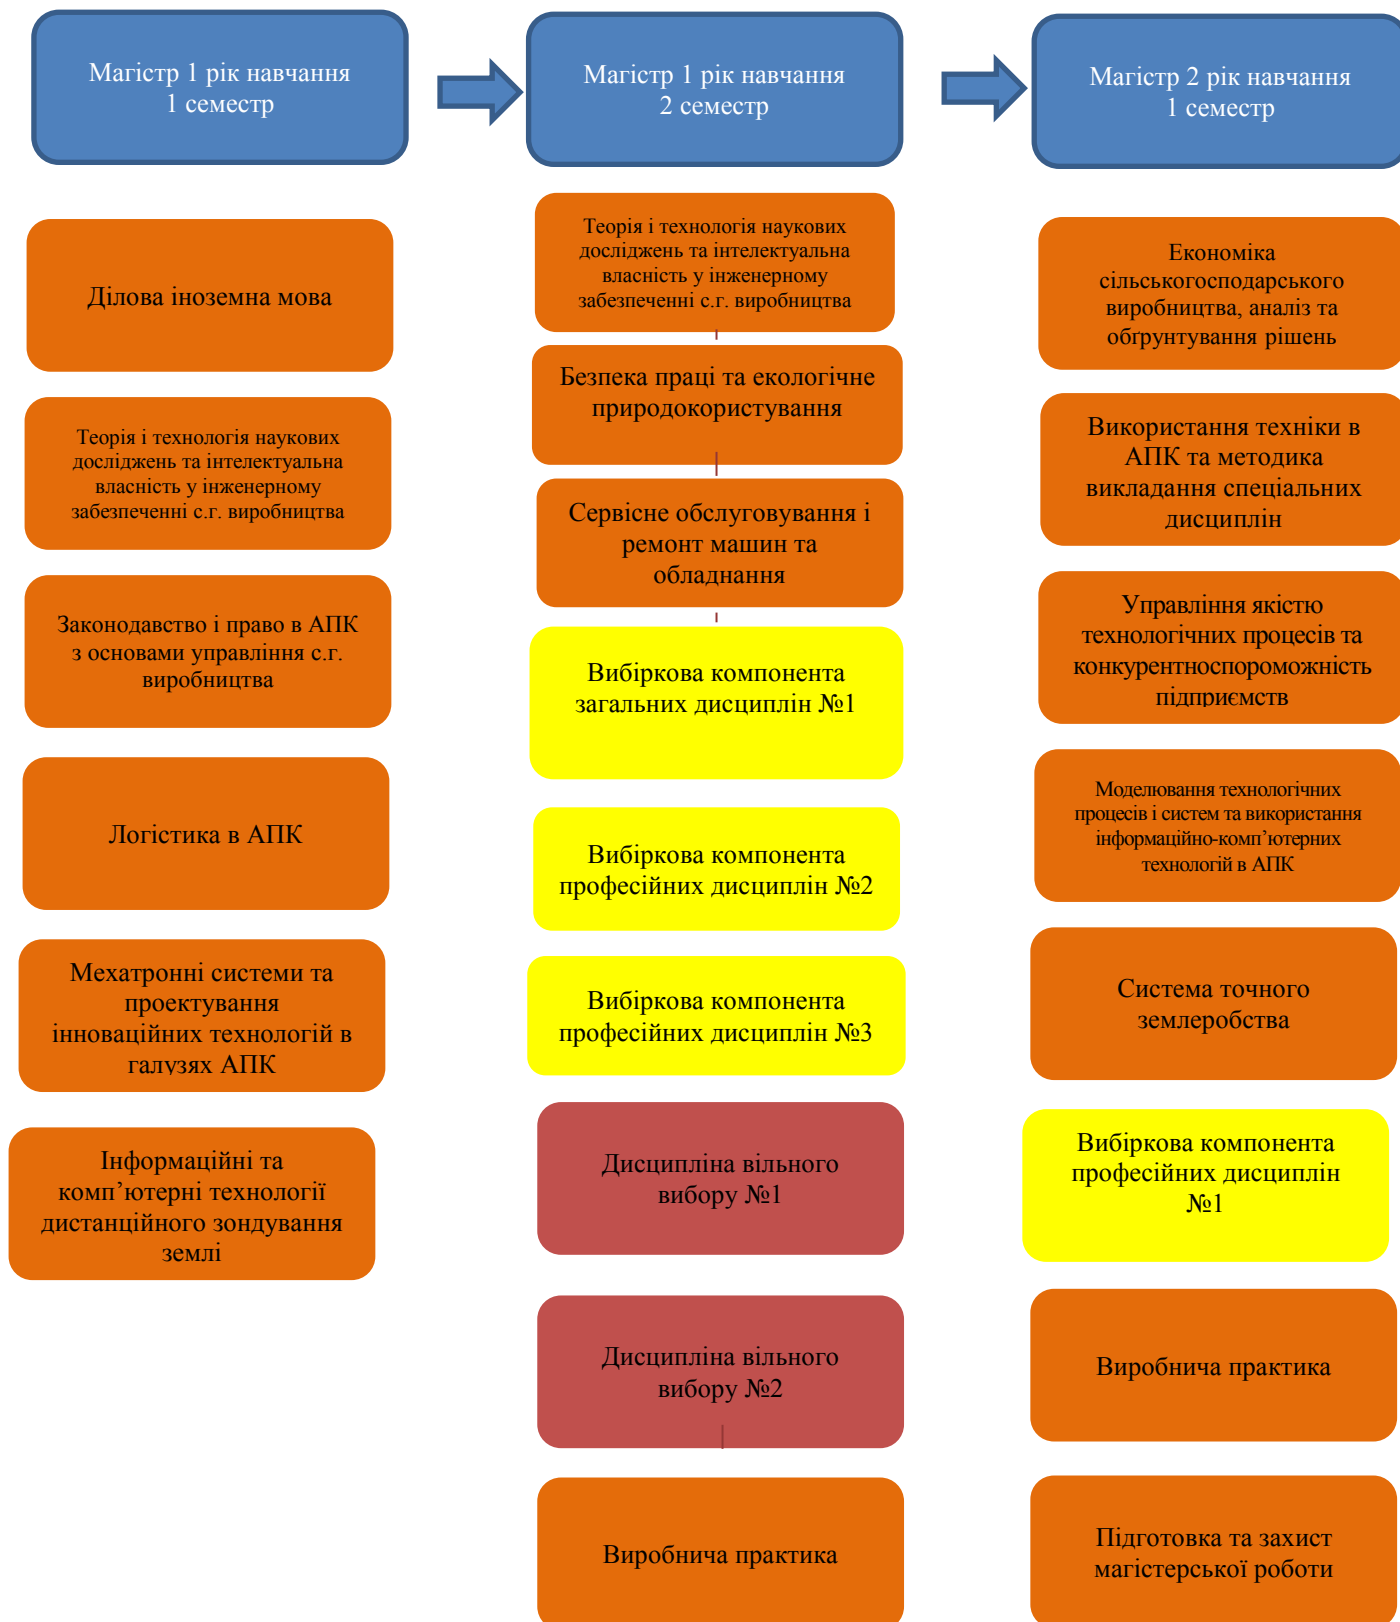 Магістр 1 рік навчання
1 семестр
Магістр 1 рік навчання
2 семестр
Магістр 2 рік навчання
1 семестр
Ділова іноземна мова
Теорія і технологія наукових
досліджень та інтелектуальна
власність у інженерному
забезпеченні с.г. виробництва
Законодавство і право в АПК
з основами управління с.г.
виробництва
Логістика в АПК
Мехатронні системи та
проектування
інноваційних технологій в
галузях АПК
Інформаційні та
комп’ютерні технології
дистанційного зондування
землі
Теорія і технологія наукових
досліджень та інтелектуальна
власність у інженерному
забезпеченні с.г. виробництва
Безпека праці та екологічне
природокористування
Сервісне обслуговування і
ремонт машин та
обладнання
Вибіркова компонента
загальних дисциплін №1
Вибіркова компонента
професійних дисциплін №2
Вибіркова компонента
професійних дисциплін №3
Дисципліна вільного
вибору №1
Дисципліна вільного
вибору №2
Виробнича практика
Економіка
сільськогосподарського
виробництва, аналіз та
обґрунтування рішень
Використання техніки в
АПК та методика
викладання спеціальних
дисциплін
Управління якістю
технологічних процесів та
конкурентноспороможність
підприємств
Моделювання технологічних
процесів і систем та використання
інформаційно-комп’ютерних
технологій в АПК
Система точного
землеробства
Вибіркова компонента
професійних дисциплін
№1
Виробнича практика
Підготовка та захист
магістерської роботи